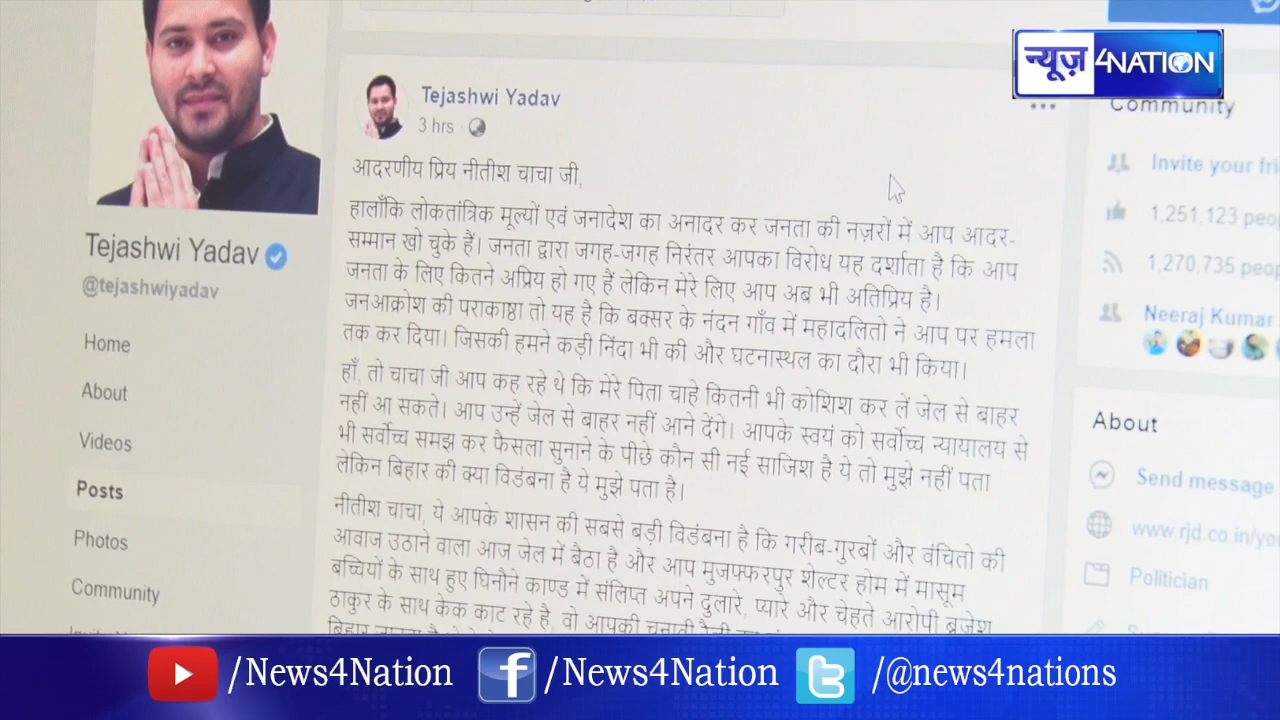 न्यूज़ 4NATION
Tejashwi Yadav
3 hrs
Community
Invite your
1,251,123
1,270,735
Neeraj Kumar
About
Send message
www.rjd.co.in
Politician
Tejashwi Yadav
@tejashwiyadav
Home
About
Videos
Posts
Photos
Community
आदरणीय प्रिय नीतीश चाचा जी,
हालाँकि लोकतांत्रिक मूल्यों एवं जनादेश का अनादर कर जनता की नज़रों में आप आदर-
सम्मान खो चुके हैं। जनता द्वारा जगह-जगह निरंतर आपका विरोध यह दर्शाता है कि आप
जनता के लिए कितने अप्रिय हो गए हैं लेकिन मेरे लिए आप अब भी अतिप्रिय है।
जनआक्रोश की पराकाष्ठा तो यह है कि बक्सर के नंदन गाँव में महादलितो ने आप पर हमला
तक कर दिया। जिसकी हमने कड़ी निंदा भी की और घटनास्थल का दौरा भी किया।
हाँ, तो चाचा जी आप कह रहे थे कि मेरे पिता चाहे कितनी भी कोशिश कर लें जेल से बाहर
नहीं आ सकते। आप उन्हें जेल से बाहर नहीं आने देंगे। आपके स्वयं को सर्वोच्च न्यायालय से
भी सर्वोच्च समझ कर फैसला सुनाने के पीछे कौन सी नई साजिश है ये तो मुझे नहीं पता
लेकिन बिहार की क्या विडंबना है ये मुझे पता है।
नीतीश चाचा, ये आपके शासन की सबसे बड़ी विडंबना है कि गरीब-गुरबों और वंचितो की
आवाज उठाने वाला आज जेल में बैठा है और आप मुजफ्फरपुर शेल्टर होम में मासूम
बच्चियों के साथ हुए घिनौने काण्ड में संलिप्त अपने दुलारे, प्यारे और चेहते आरोपी ब्रजेश
ठाकुर के साथ केक काट रहे है, वो आपकी चुनावी
/News4Nation
/News4Nation
/@news4nations